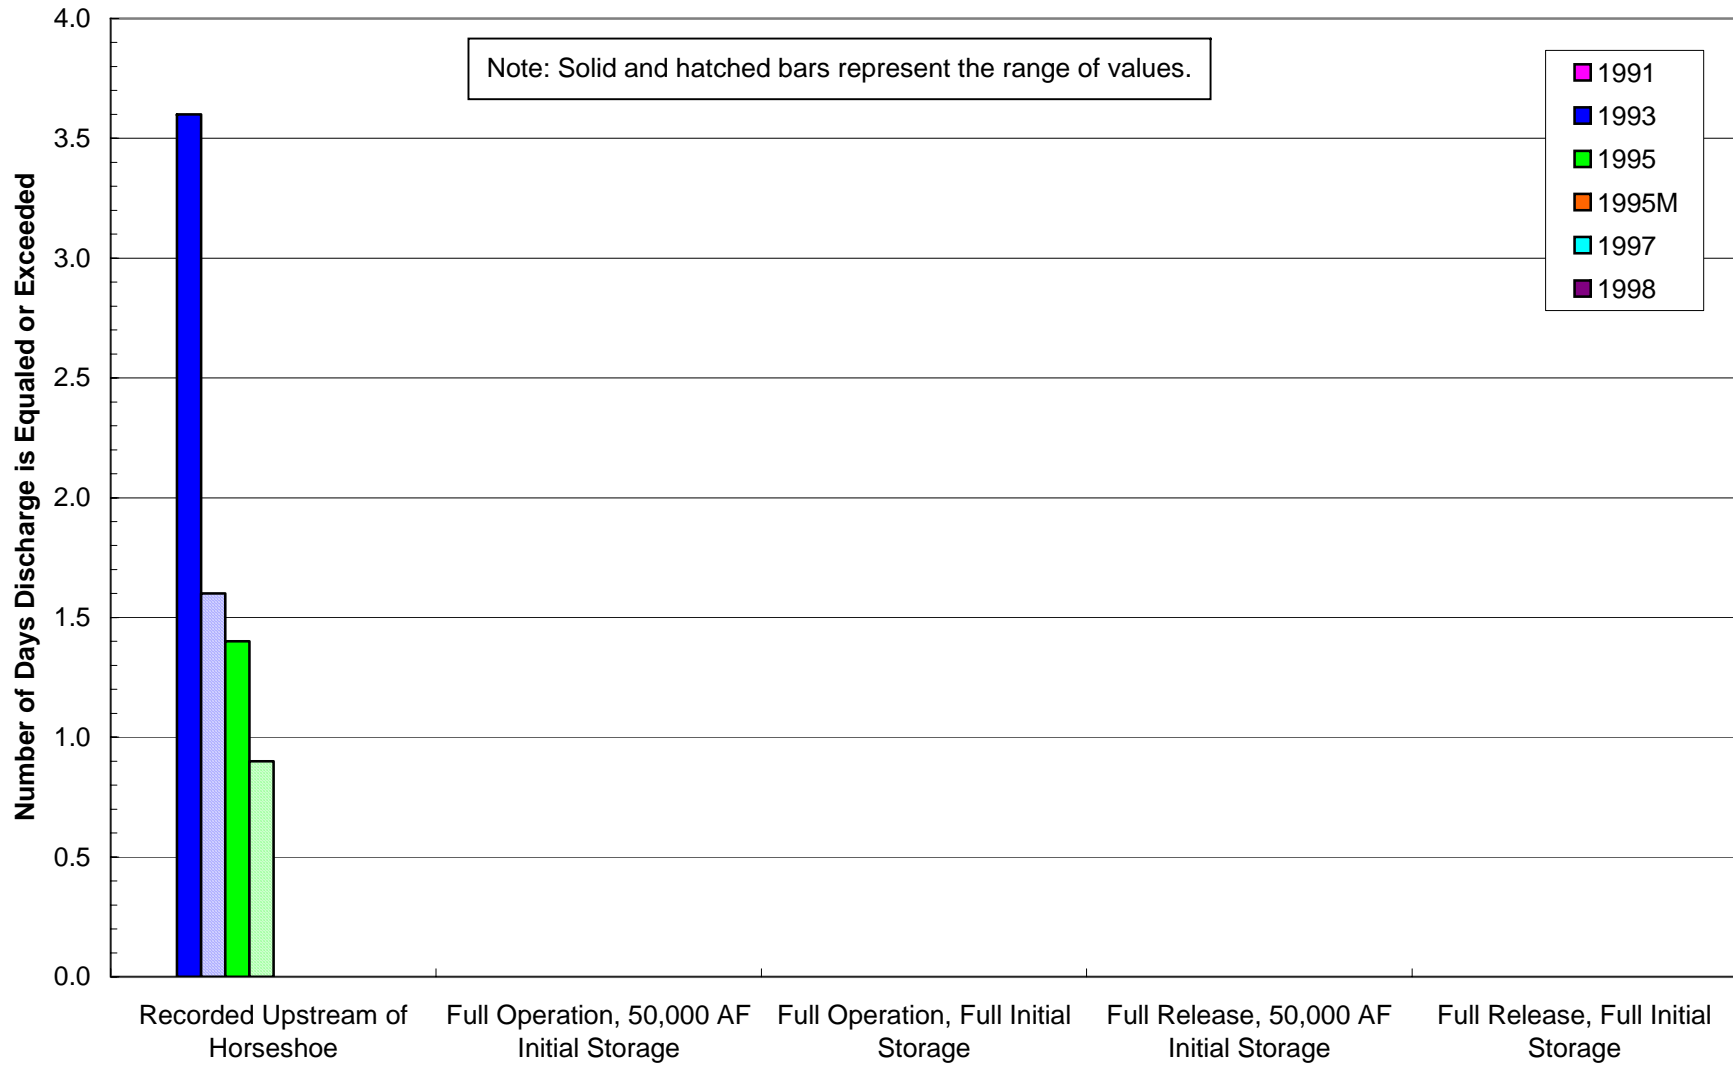 Note: Solid and hatched bars represent the range of values.
1991
1993
1995
1995M
1997
1998
Number of Days Discharge is Equaled or Exceeded
4.0
3.5
3.0
2.5
2.0
1.5
1.0
0.5
0.0
Recorded Upstream of
Horseshoe
Full Operation, 50,000 AF
Initial Storage
Full Operation, Full Initial
Storage
Full Release, 50,000 AF
Initial Storage
Full Release, Full Initial
Storage